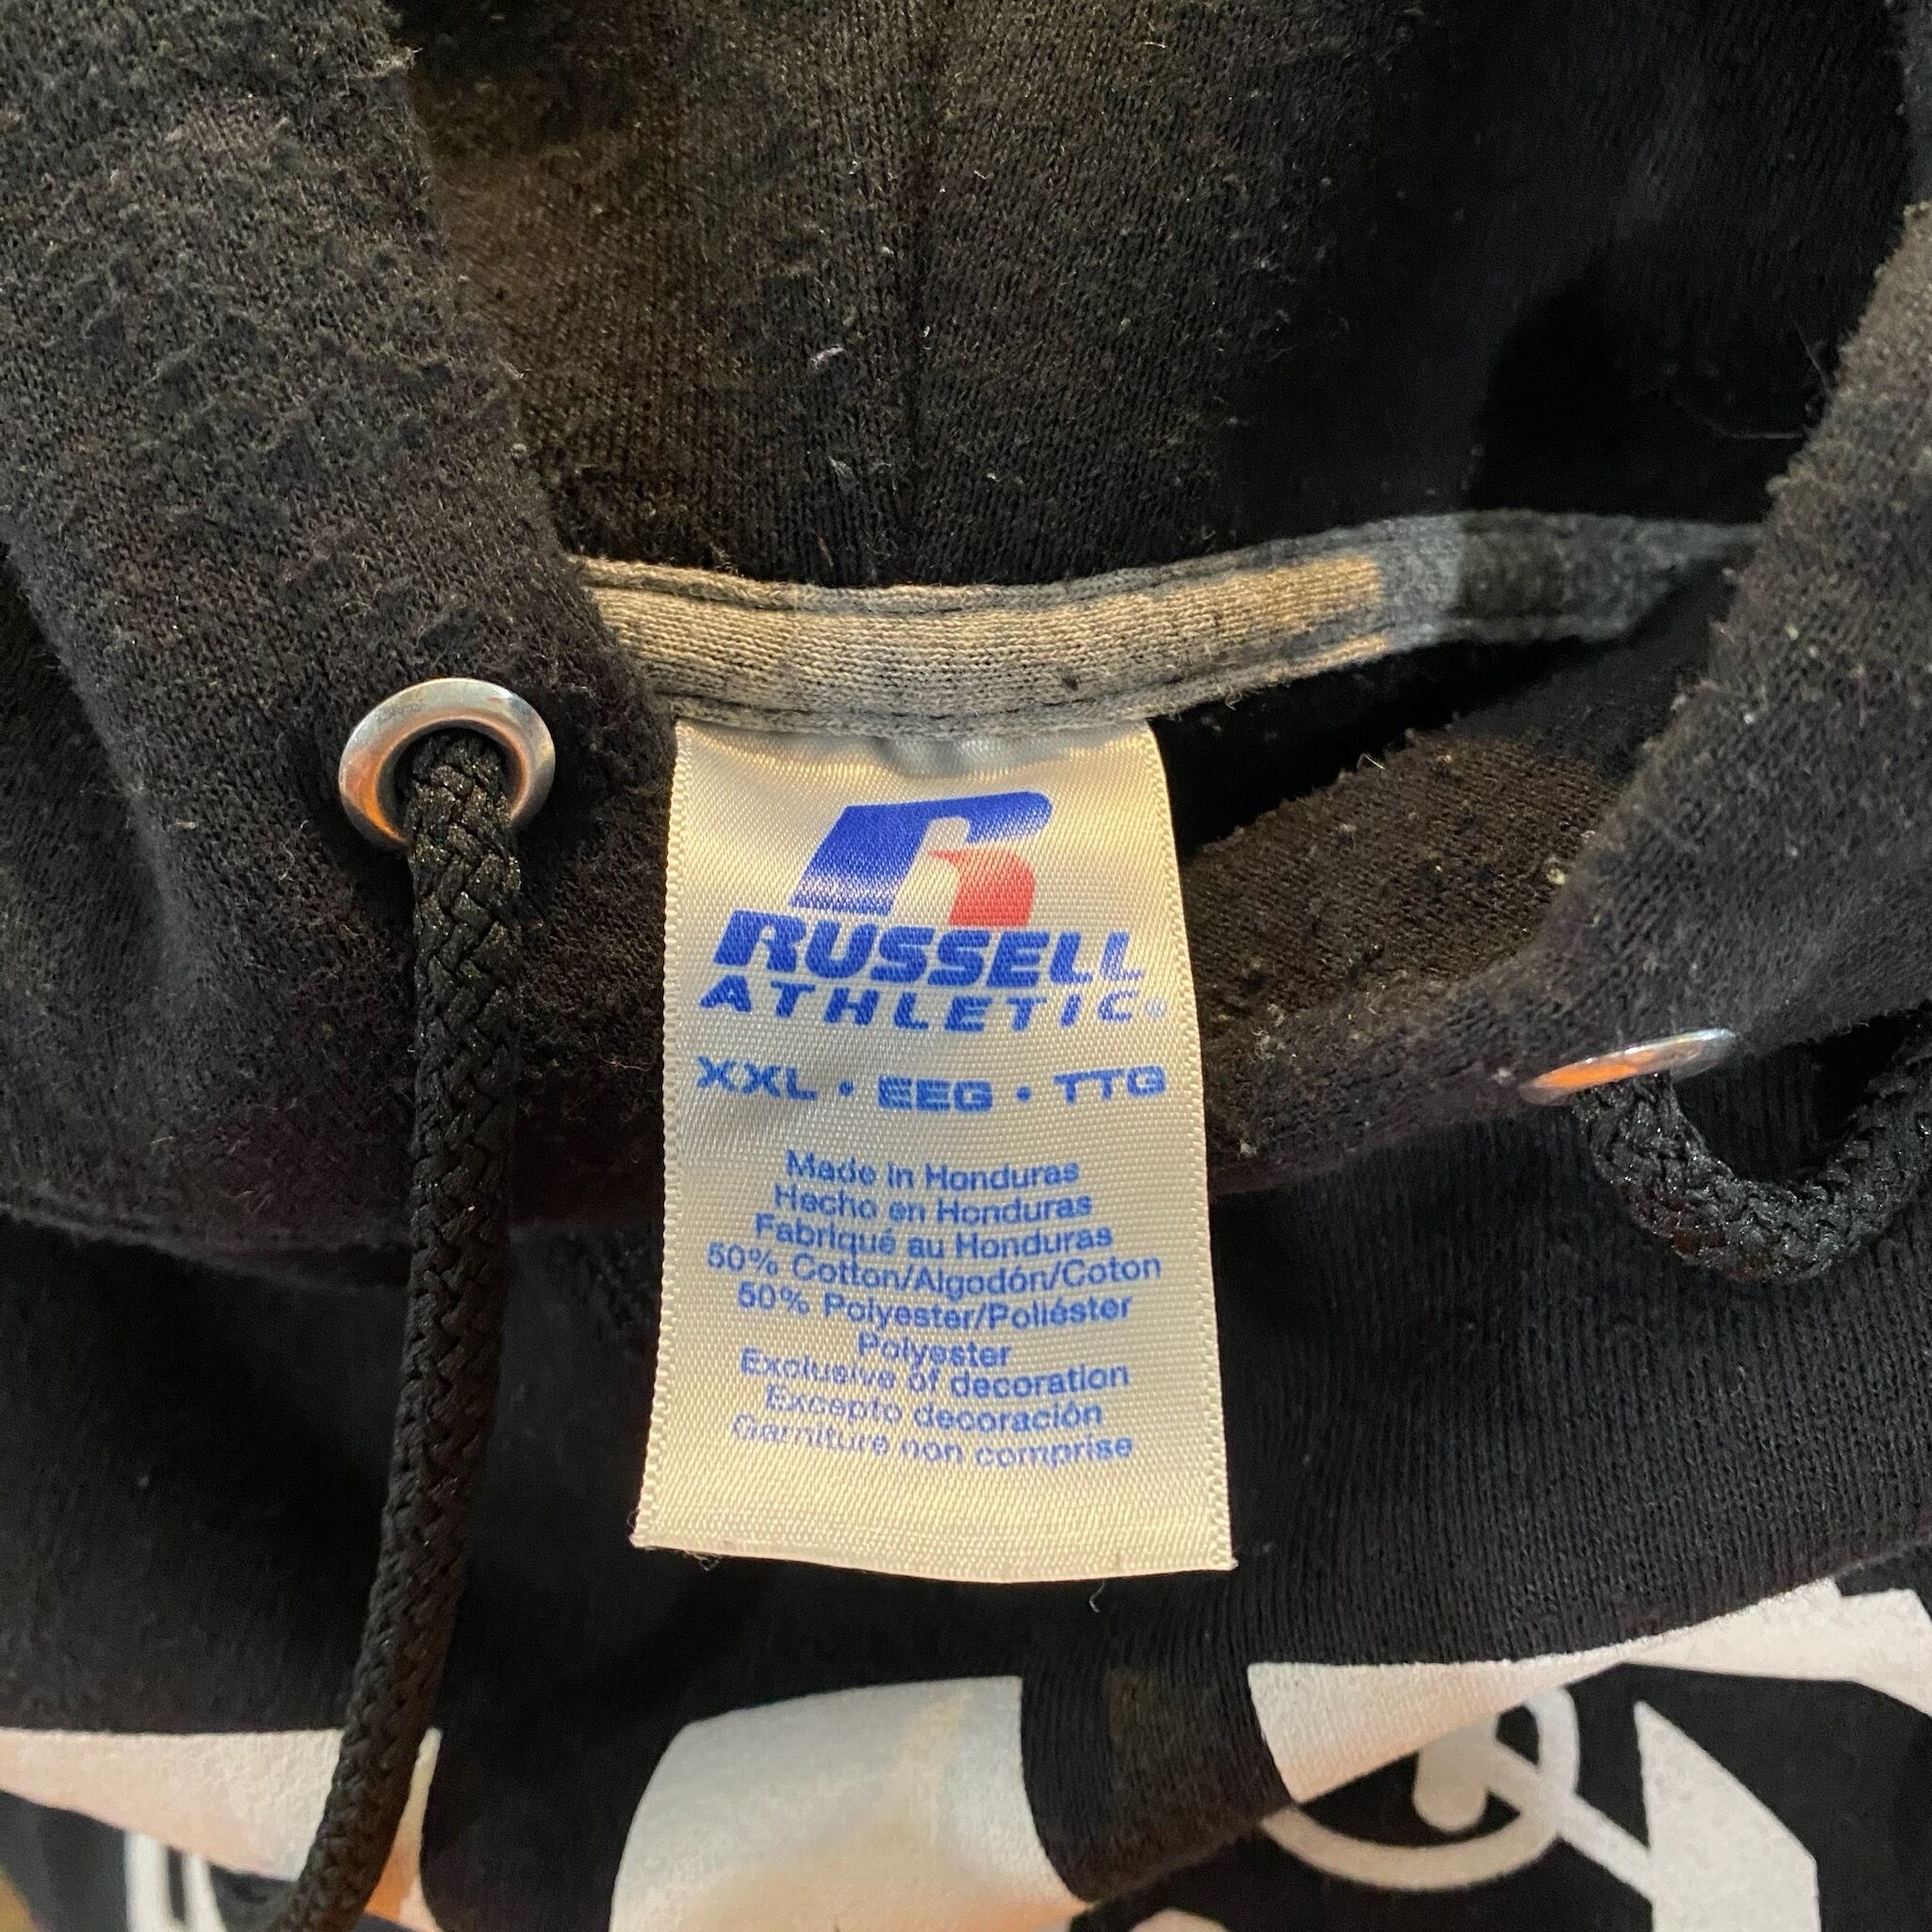 RUSSELL
ATHLETIC®
XXL • EEG • TTG
Made in Honduras
Hecho en Honduras
Fabriqué au Honduras
50% Cotton/Algodón/Coton
50% Polyester/Poliéster
Polyester
Exclusive of decoration
Excepto decoración
Garniture non comprise